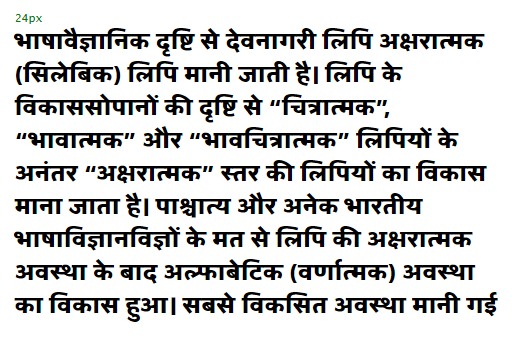 24px
भाषावैज्ञानिक दृष्टि से देवनागरी लिपि अक्षरात्मक
(सिलेबिक) लिपि मानी जाती है। लिपि के
विकाससोपानों की दृष्टि से “चित्रात्मक”,
“भावात्मक” और “भावचित्रात्मक” लिपियों के
अनंतर “अक्षरात्मक” स्तर की लिपियों का विकास
माना जाता है। पाश्चात्य और अनेक भारतीय
भाषाविज्ञानविज्ञों के मत से लिपि की अक्षरात्मक
अवस्था के बाद अल्फाबेटिक (वर्णात्मक) अवस्था
का विकास हुआ। सबसे विकसित अवस्था मानी गई